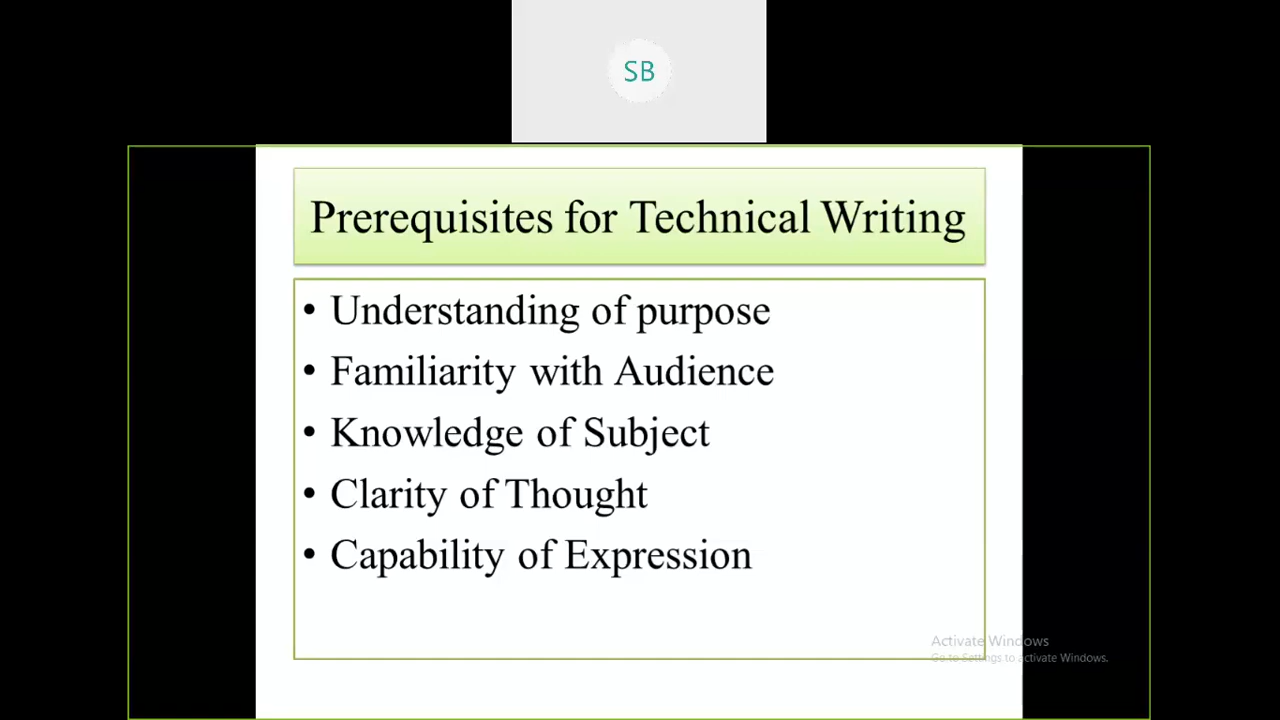 SB
Prerequisites for Technical Writing
• Understanding of purpose
• Familiarity with Audience
• Knowledge of Subject
• Clarity of Thought
• Capability of Expression
Activate Windows
Go to Settings to activate Windows.